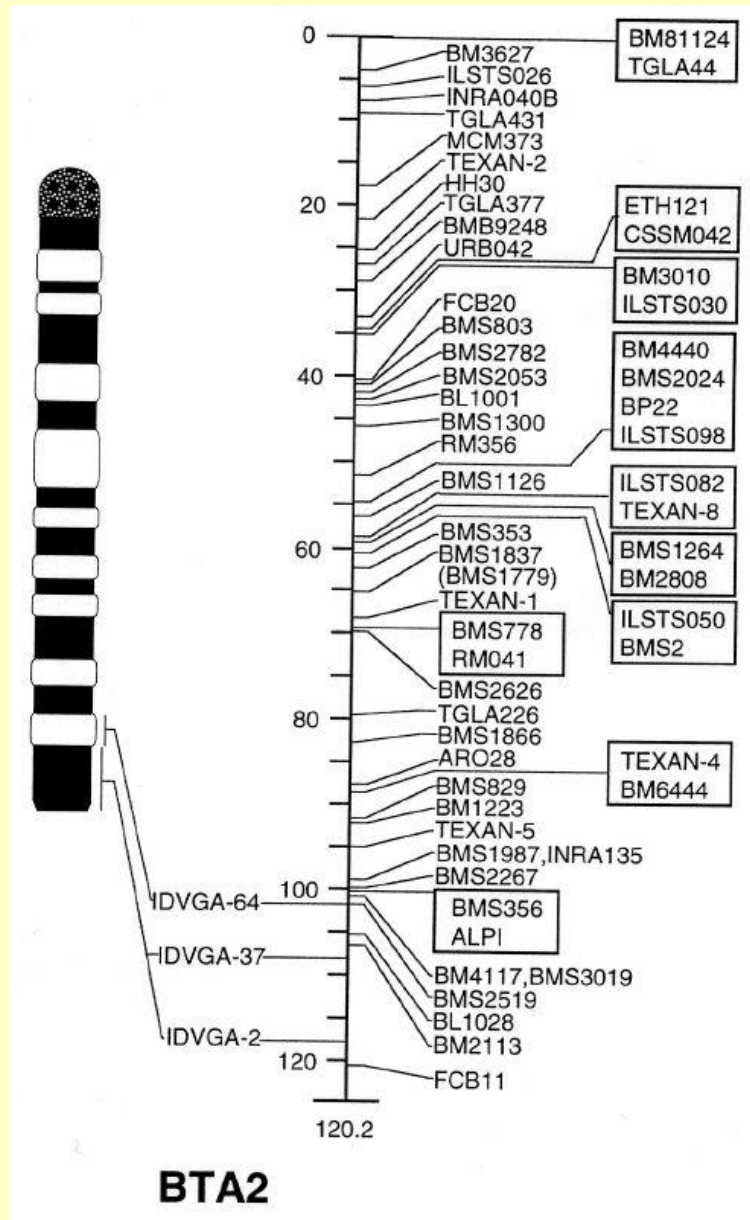 0
BM81124
TGLA44
BM3627
ILSTS026
INRA040B
TGLA431
MCM373
TEXAN-2
HH30
20
TGLA377
ETH121
BMB9248
CSSM042
URB042
BM3010
FCB20
ILSTS030
BMS803
BMS2782
BM4440
40
BMS2053
BMS2024
BL1001
BP22
BMS1300
ILSTS098
RM356
BMS1126
ILSTS082
TEXAN-8
BMS353
60
BMS1837
BMS1264
(BMS1779)
BM2808
TEXAN-1
ILSTS050
BMS778
BMS2
RM041
BMS2626
80
TGLA226
BMS1866
ARO28
TEXAN-4
BMS829
BM6444
BM1223
TEXAN-5
BMS1987,INRA135
BMS2267
100
IDVGA-64
BMS356
ALPI
IDVGA-37
BM4117,BMS3019
BMS2519
BL1028
IDVGA-2
BM2113
120
FCB11
120.2
BTA2